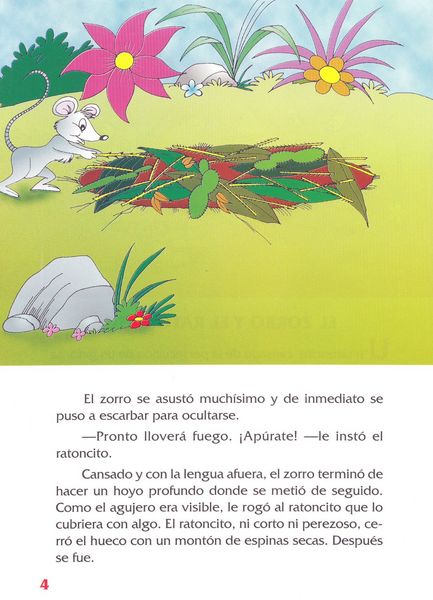 El zorro se asustó muchísimo y de inmediato se
puso a escarbar para ocultarse.
—Pronto lloverá fuego. ¡Apúrate! —le instó el
ratoncito.
Cansado y con la lengua afuera, el zorro terminó de
hacer un hoyo profundo donde se metió de seguido.
Como el agujero era visible, le rogó al ratoncito que lo
cubriera con algo. El ratoncito, ni corto ni perezoso, ce-
rró el hueco con un montón de espinas secas. Después
se fue.
4